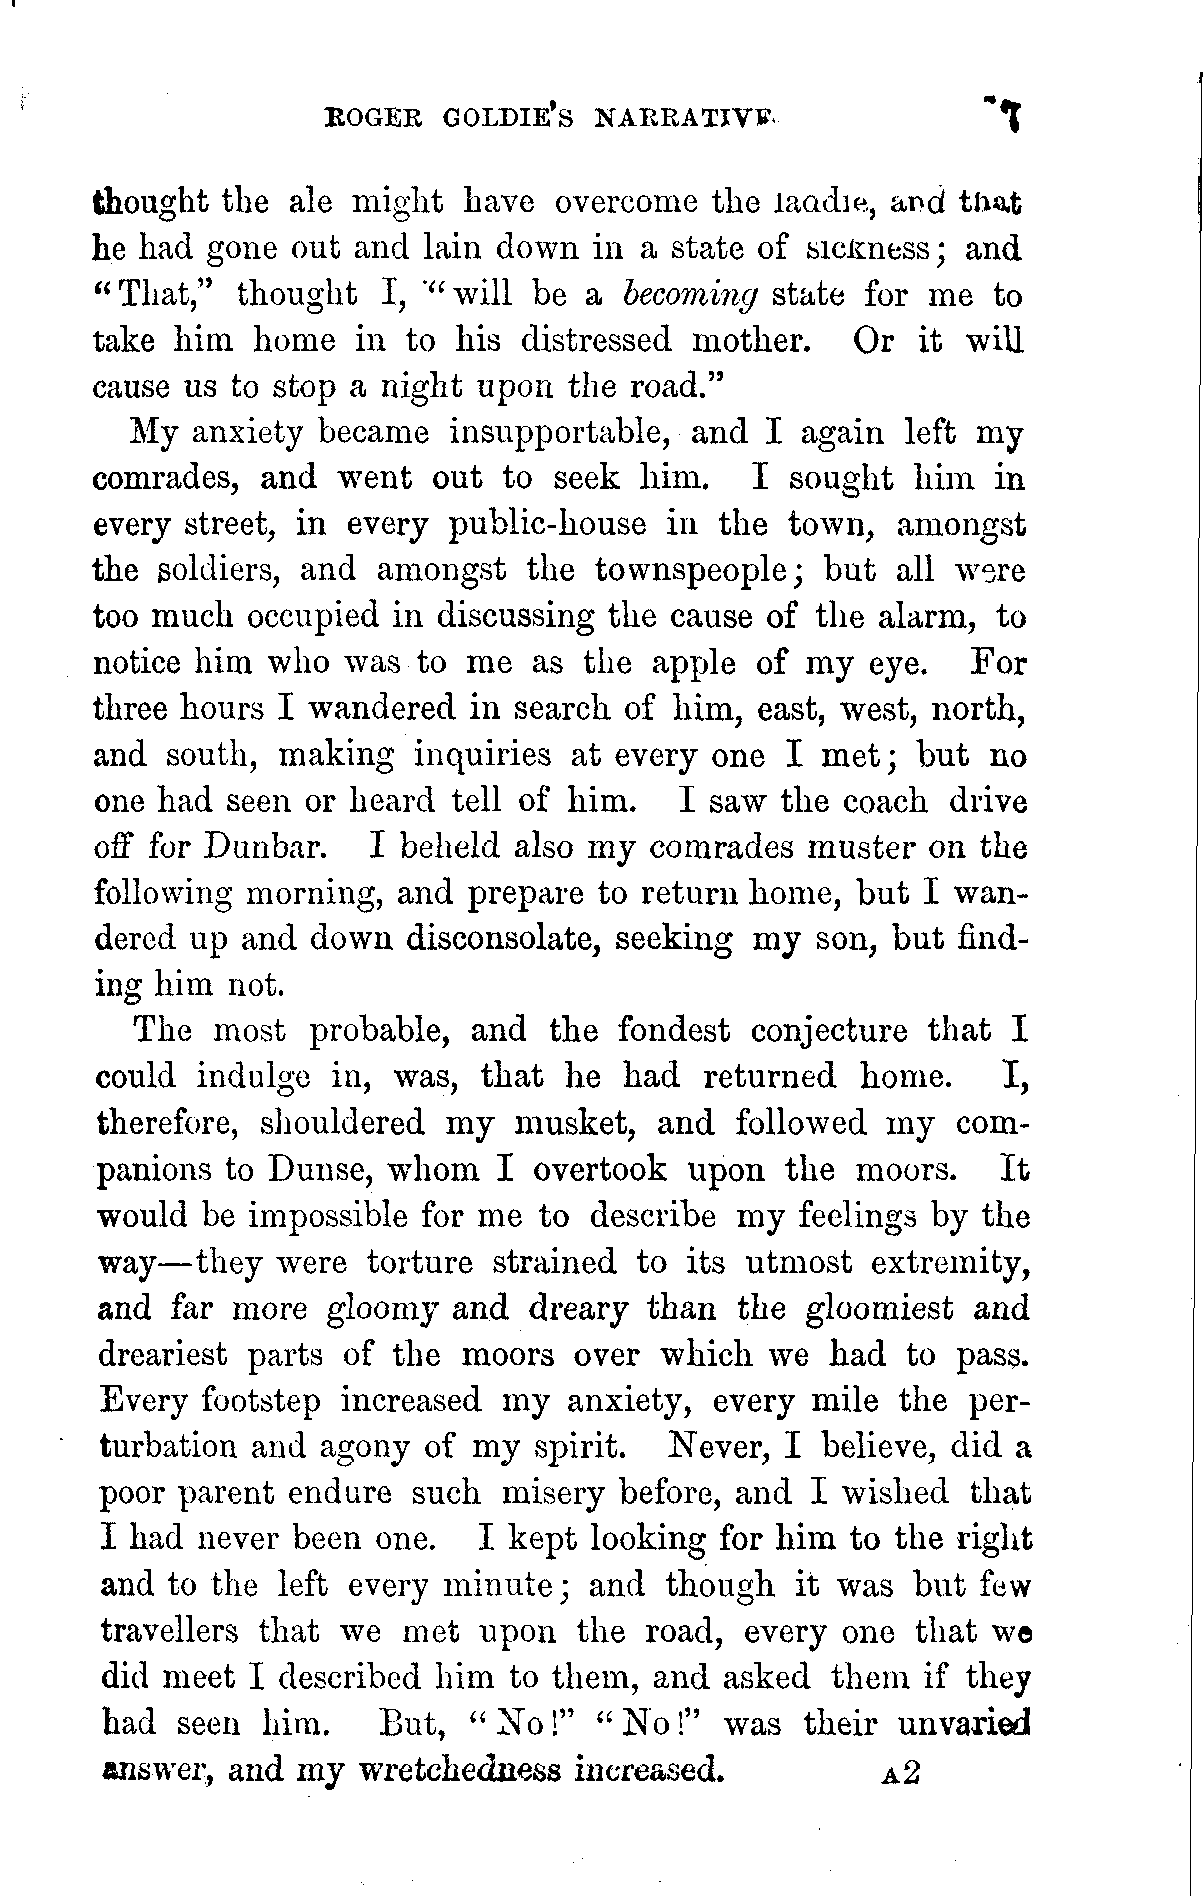 ROGER GOLDIE'S NARRATIVE. 7
thought the ale might have overcome the laddie, and that
he had gone out and lain down in a state of sickness; and
"That," thought I, "will be a becoming state for me to
take him home in to his distressed mother. Or it will
cause us to stop a night upon the road."
My anxiety became insupportable, and I again left my
comrades, and went out to seek him. I sought him in
every street, in every public-house in the town, amongst
the soldiers, and amongst the townspeople; but all were
too much occupied in discussing the cause of the alarm, to
notice him who was to me as the apple of my eye. For
three hours I wandered in search of him, east, west, north,
and south, making inquiries at every one I met; but no
one had seen or heard tell of him. I saw the coach drive
off for Dunbar. I beheld also my comrades muster on the
following morning, and prepare to return home, but I wan-
dered up and down disconsolate, seeking my son, but find-
ing him not.
The most probable, and the fondest conjecture that I
could indulge in, was, that he had returned home. I,
therefore, shouldered my musket, and followed my com-
panions to Dunse, whom I overtook upon the moors. It
would be impossible for me to describe my feelings by the
way—they were torture strained to its utmost extremity,
and far more gloomy and dreary than the gloomiest and
dreariest parts of the moors over which we had to pass.
Every footstep increased my anxiety, every mile the per-
turbation and agony of my spirit. Never, I believe, did a
poor parent endure such misery before, and I wished that
I had never been one. I kept looking for him to the right
and to the left every minute; and though it was but few
travellers that we met upon the road, every one that we
did meet I described him to them, and asked them if they
had seen him. But, "No!" "No!" was their unvaried
answer, and my wretchedness increased. A2